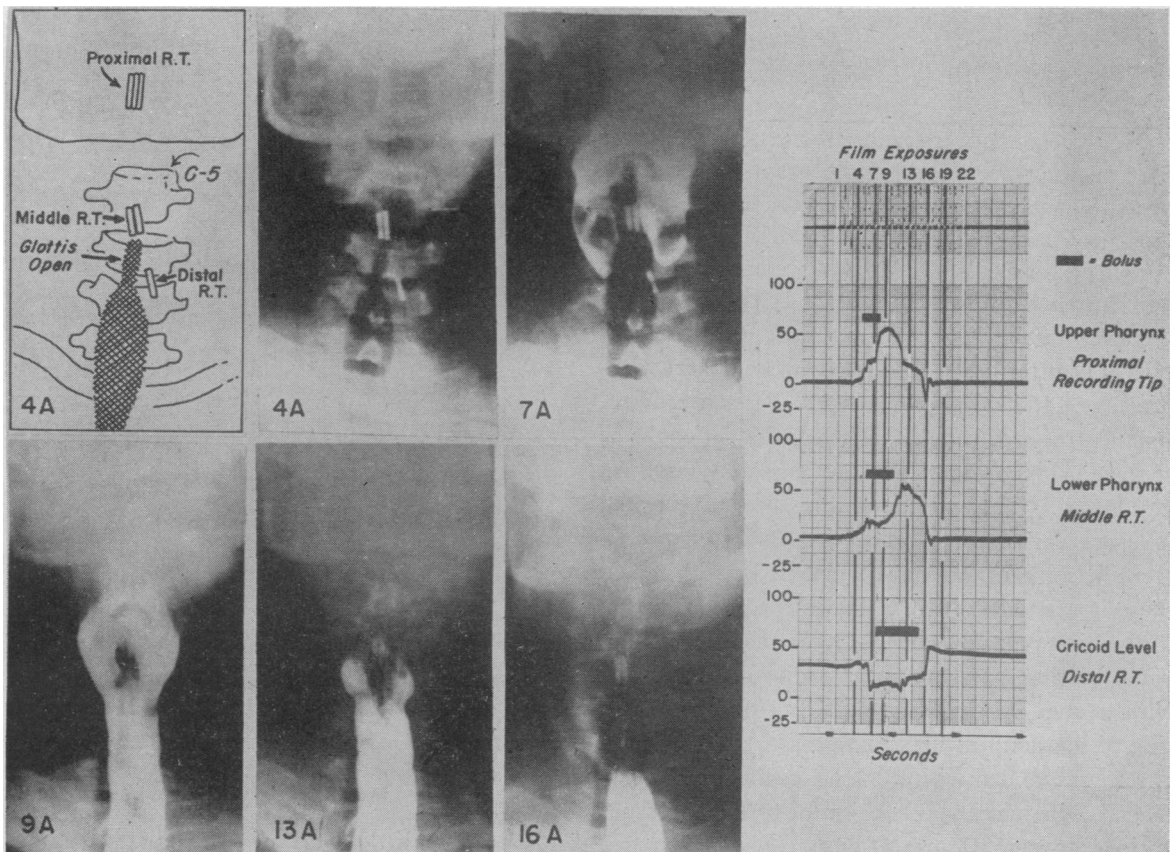 Proximal R.T.
C-5
Middle R.T.
Glottis
Open
Distal
R.T.
4A
4A
7A
9A
13A
16A
Film Exposures
1 4 7 9 13 16 19 22
= Bolus
100
50
0
-25
Upper Pharynx
Proximal
Recording Tip
100
50
0
-25
Lower Pharynx
Middle R.T.
100
50
0
-25
Cricoid Level
Distal R.T.
Seconds